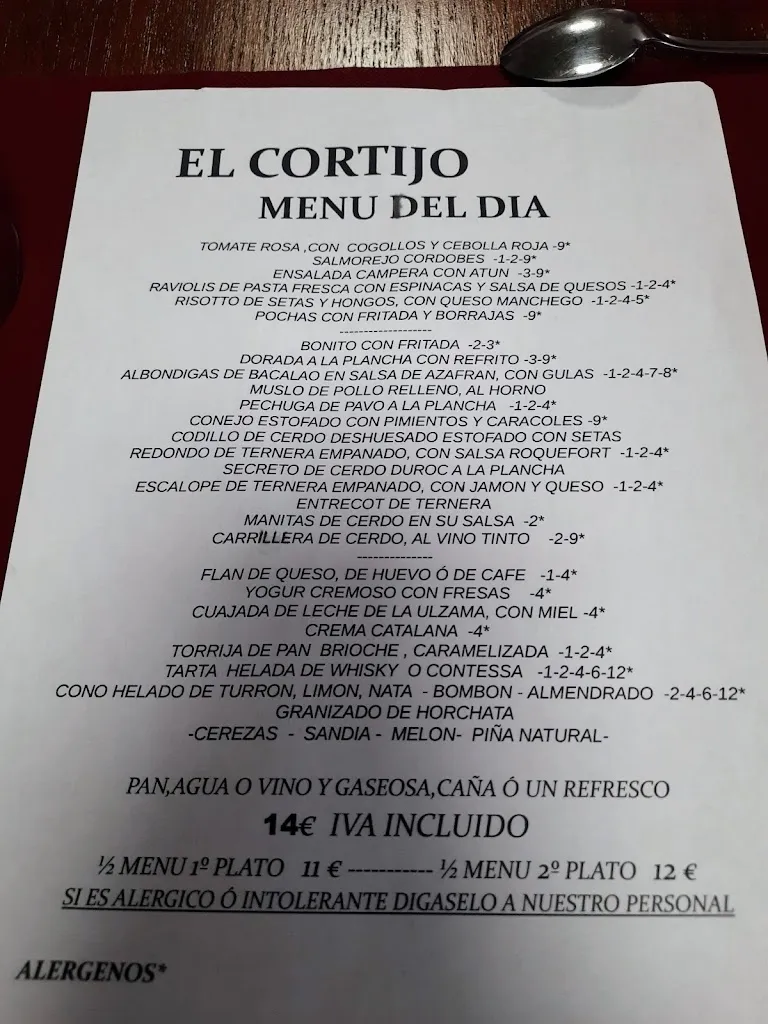 EL CORTIJO
MENU DEL DIA
TOMATE ROSA ,CON COGOLLOS Y CEBOLLA ROJA -9*
SALMOREJO CORDOBES -1-2-9*
ENSALADA CAMPERA CON ATUN -3-9*
RAVIOLIS DE PASTA FRESCA CON ESPINACAS Y SALSA DE QUESOS -1-2-4*
RISOTTO DE SETAS Y HONGOS, CON QUESO MANCHEGO -1-2-4-5*
POCHAS CON FRITADA Y BORRAJAS -9*
-------------------
BONITO CON FRITADA -2-3*
DORADA A LA PLANCHA CON REFRITO -3-9*
ALBONDIGAS DE BACALAO EN SALSA DE AZAFRAN, CON GULAS -1-2-4-7-8*
MUSLO DE POLLO RELLENO, AL HORNO
PECHUGA DE PAVO A LA PLANCHA -1-2-4*
CONEJO ESTOFADO CON PIMIENTOS Y CARACOLES -9*
CODILLO DE CERDO DESHUESADO ESTOFADO CON SETAS
REDONDO DE TERNERA EMPANADO, CON SALSA ROQUEFORT -1-2-4*
SECRETO DE CERDO DUROC A LA PLANCHA
ESCALOPE DE TERNERA EMPANADO, CON JAMON Y QUESO -1-2-4*
ENTRECOT DE TERNERA
MANITAS DE CERDO EN SU SALSA -2*
CARRILLERA DE CERDO, AL VINO TINTO -2-9*
--------------
FLAN DE QUESO, DE HUEVO Ó DE CAFE -1-4*
YOGUR CREMOSO CON FRESAS -4*
CUAJADA DE LECHE DE LA ULZAMA, CON MIEL -4*
CREMA CATALANA -4*
TORRIJA DE PAN BRIOCHE , CARAMELIZADA -1-2-4*
TARTA HELADA DE WHISKY O CONTESSA -1-2-4-6-12*
CONO HELADO DE TURRON, LIMON, NATA - BOMBON - ALMENDRADO -2-4-6-12*
GRANIZADO DE HORCHATA
-CEREZAS - SANDIA - MELON- PIÑA NATURAL-
PAN,AGUA O VINO Y GASEOSA,CAÑA Ó UN REFRESCO
14€ IVA INCLUIDO
½ MENU 1º PLATO 11 € ----------- ½ MENU 2º PLATO 12 €
SI ES ALERGICO Ó INTOLERANTE DIGASELO A NUESTRO PERSONAL
ALERGENOS*